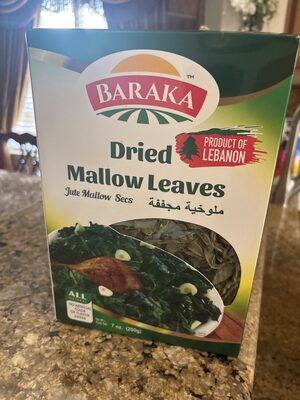 BARAKA
TM
PRODUCT OF
LEBANON
Dried
Mallow Leaves
Jute Mallow Secs
ملوخية مجففة
ALL
7 oz. (200g)